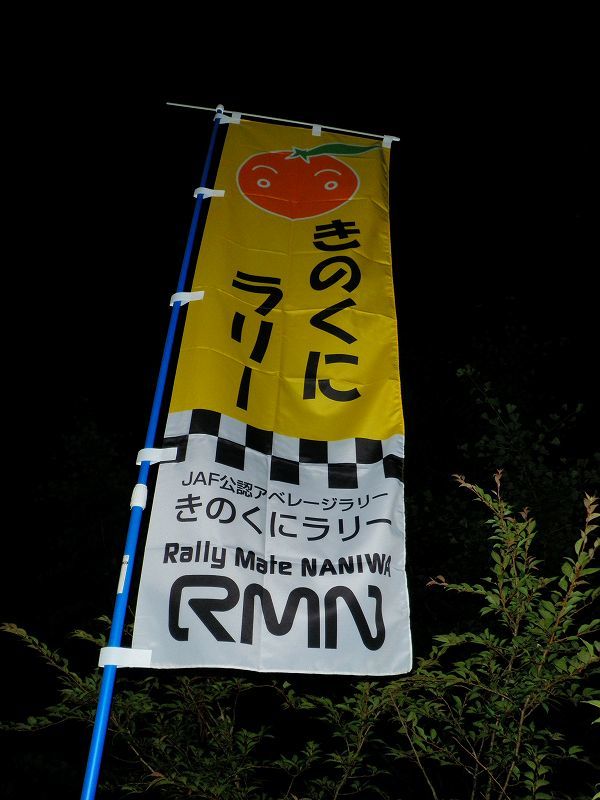 きのくに
ラリー
JAF公認アベレージラリー
きのくにラリー
Rally Mate NANIWA
RMN